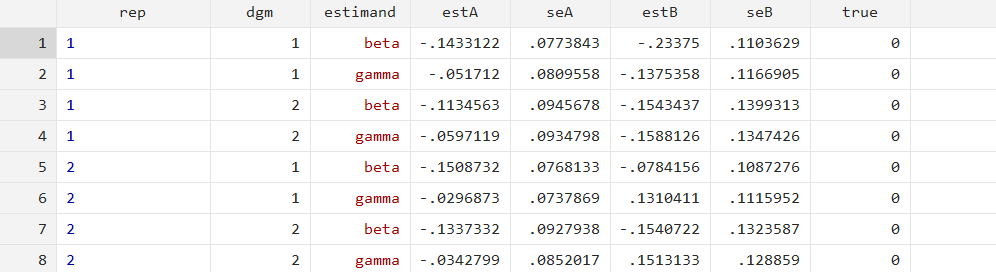 rep dgm estimand estA seA estB seB true
1 1 1 beta -.1433122 .0773843 -.23375 .1103629 0
2 1 1 gamma -.051712 .0809558 -.1375358 .1166905 0
3 1 2 beta -.1134563 .0945678 -.1543437 .1399313 0
4 1 2 gamma -.0597119 .0934798 -.1588126 .1347426 0
5 2 1 beta -.1508732 .0768133 -.0784156 .1087276 0
6 2 1 gamma -.0296873 .0737869 .1310411 .1115952 0
7 2 2 beta -.1337332 .0927938 -.1540722 .1323587 0
8 2 2 gamma -.0342799 .0852017 .1513133 .128859 0